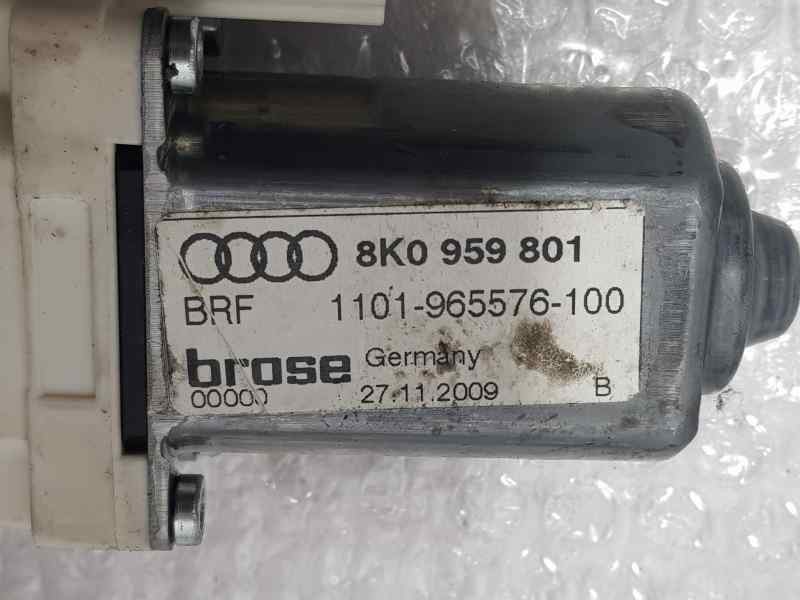 8K0 959 801
BRF 1101-965576-100
brose Germany
00000 27.11.2009 B